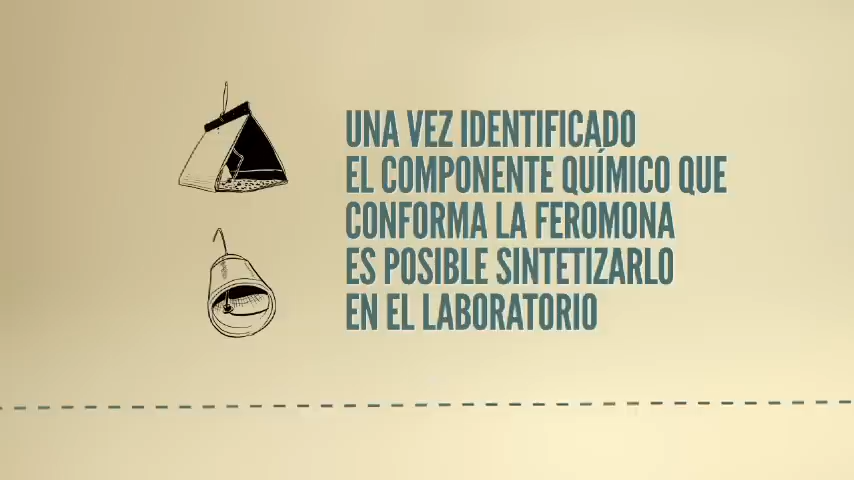 UNA VEZ IDENTIFICADO
EL COMPONENTE QUÍMICO QUE
CONFORMA LA FEROMONA
ES POSIBLE SINTETIZARLO
EN EL LABORATORIO